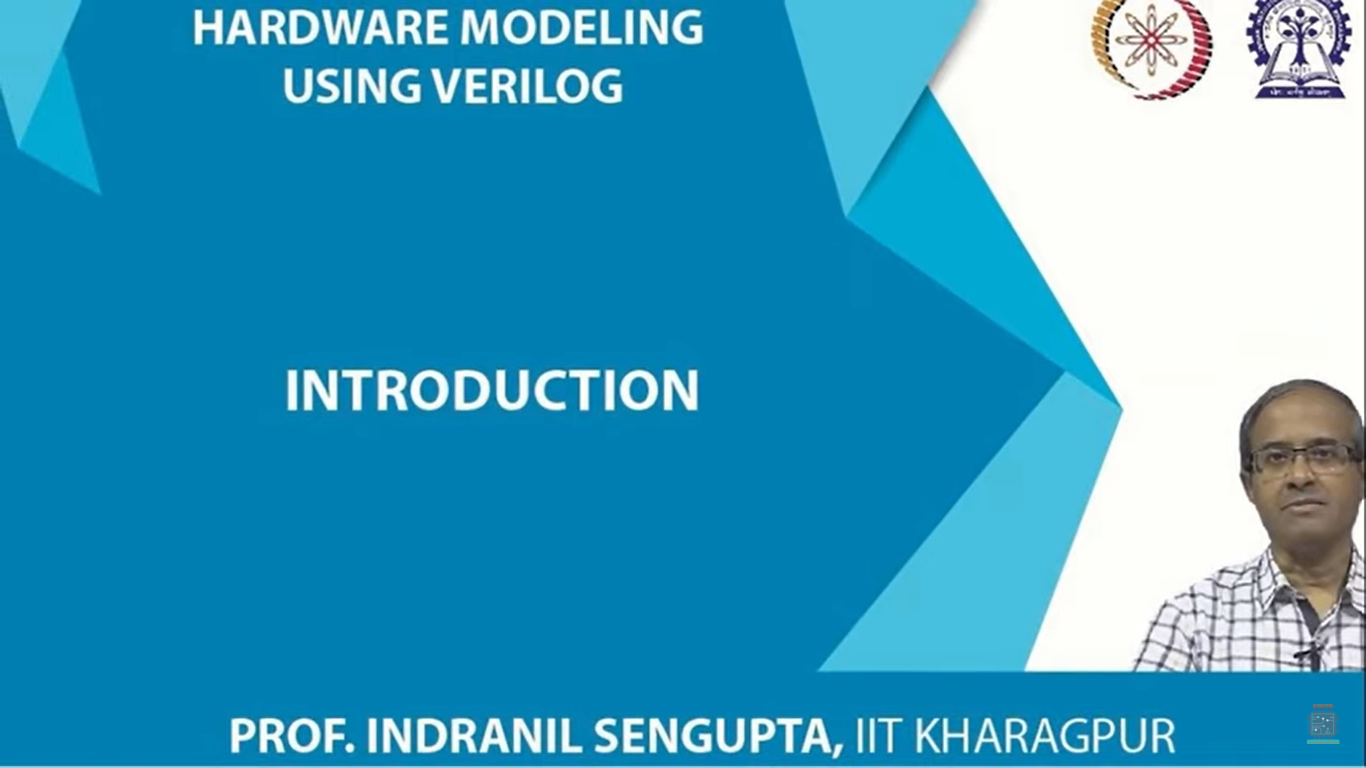 HARDWARE MODELING
USING VERILOG
INTRODUCTION
PROF. INDRANIL SENGUPTA, IIT KHARAGPUR